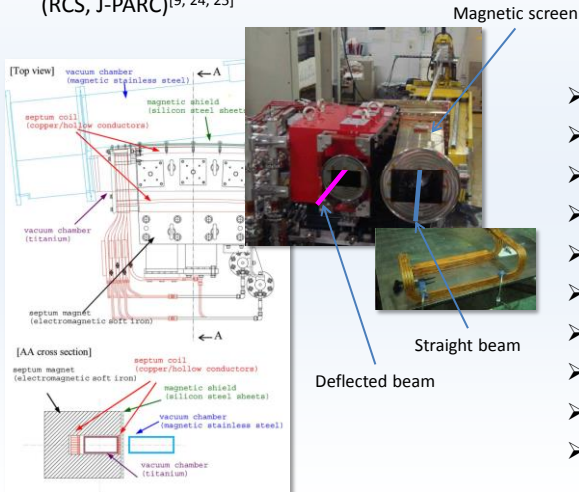 (RCS, J-PARC)[9, 24, 25]
Magnetic screen
[Top view]
vacuum chamber
(magnetic stainless steel)
A
magnetic shield
(silicon steel sheets)
septum coil
(copper/hollow conductors)
vacuum chamber
(titanium)
septum magnet
(electromagnetic soft iron)
A
Straight beam
Deflected beam
[AA cross section]
septum coil
(copper/hollow conductors)
septum magnet
(electromagnetic soft iron)
magnetic shield
(silicon steel sheets)
vacuum chamber
(magnetic stainless steel)
vacuum chamber
(titanium)